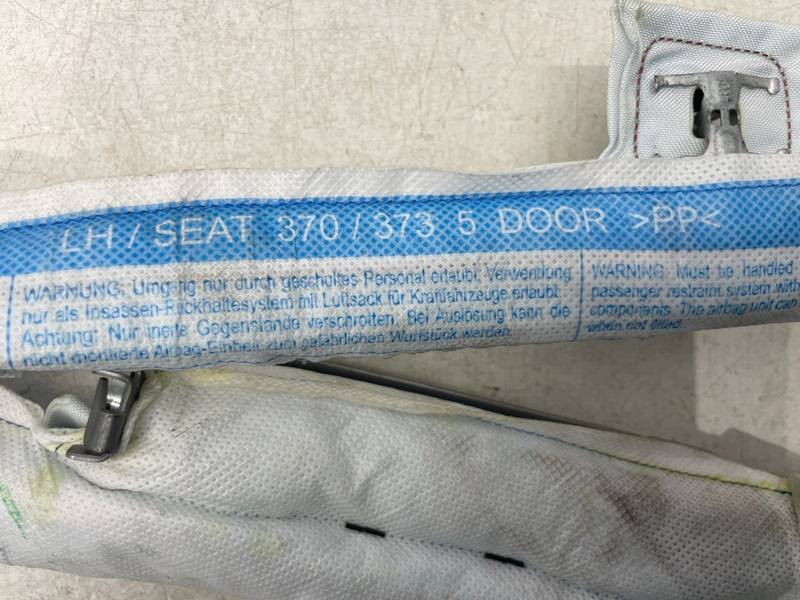 LH / SEAT 370 / 373 5 DOOR >PP<
WARNUNG: Umgang nur durch geschultes Personal erlaubt. Verwendung
nur als Insassen-Rückhaltesystem mit Luftsack für Kraftfahrzeuge erlaubt.
Achtung: Nur inerte Gegenstände verschrotten. Bei Auslösung kann die
nicht montierte Airbag-Einheit zum gefährlichen Wurfstück werden.
WARNING: Must be handled
passenger restraint system with
components. The airbag unit can
when not fitted.